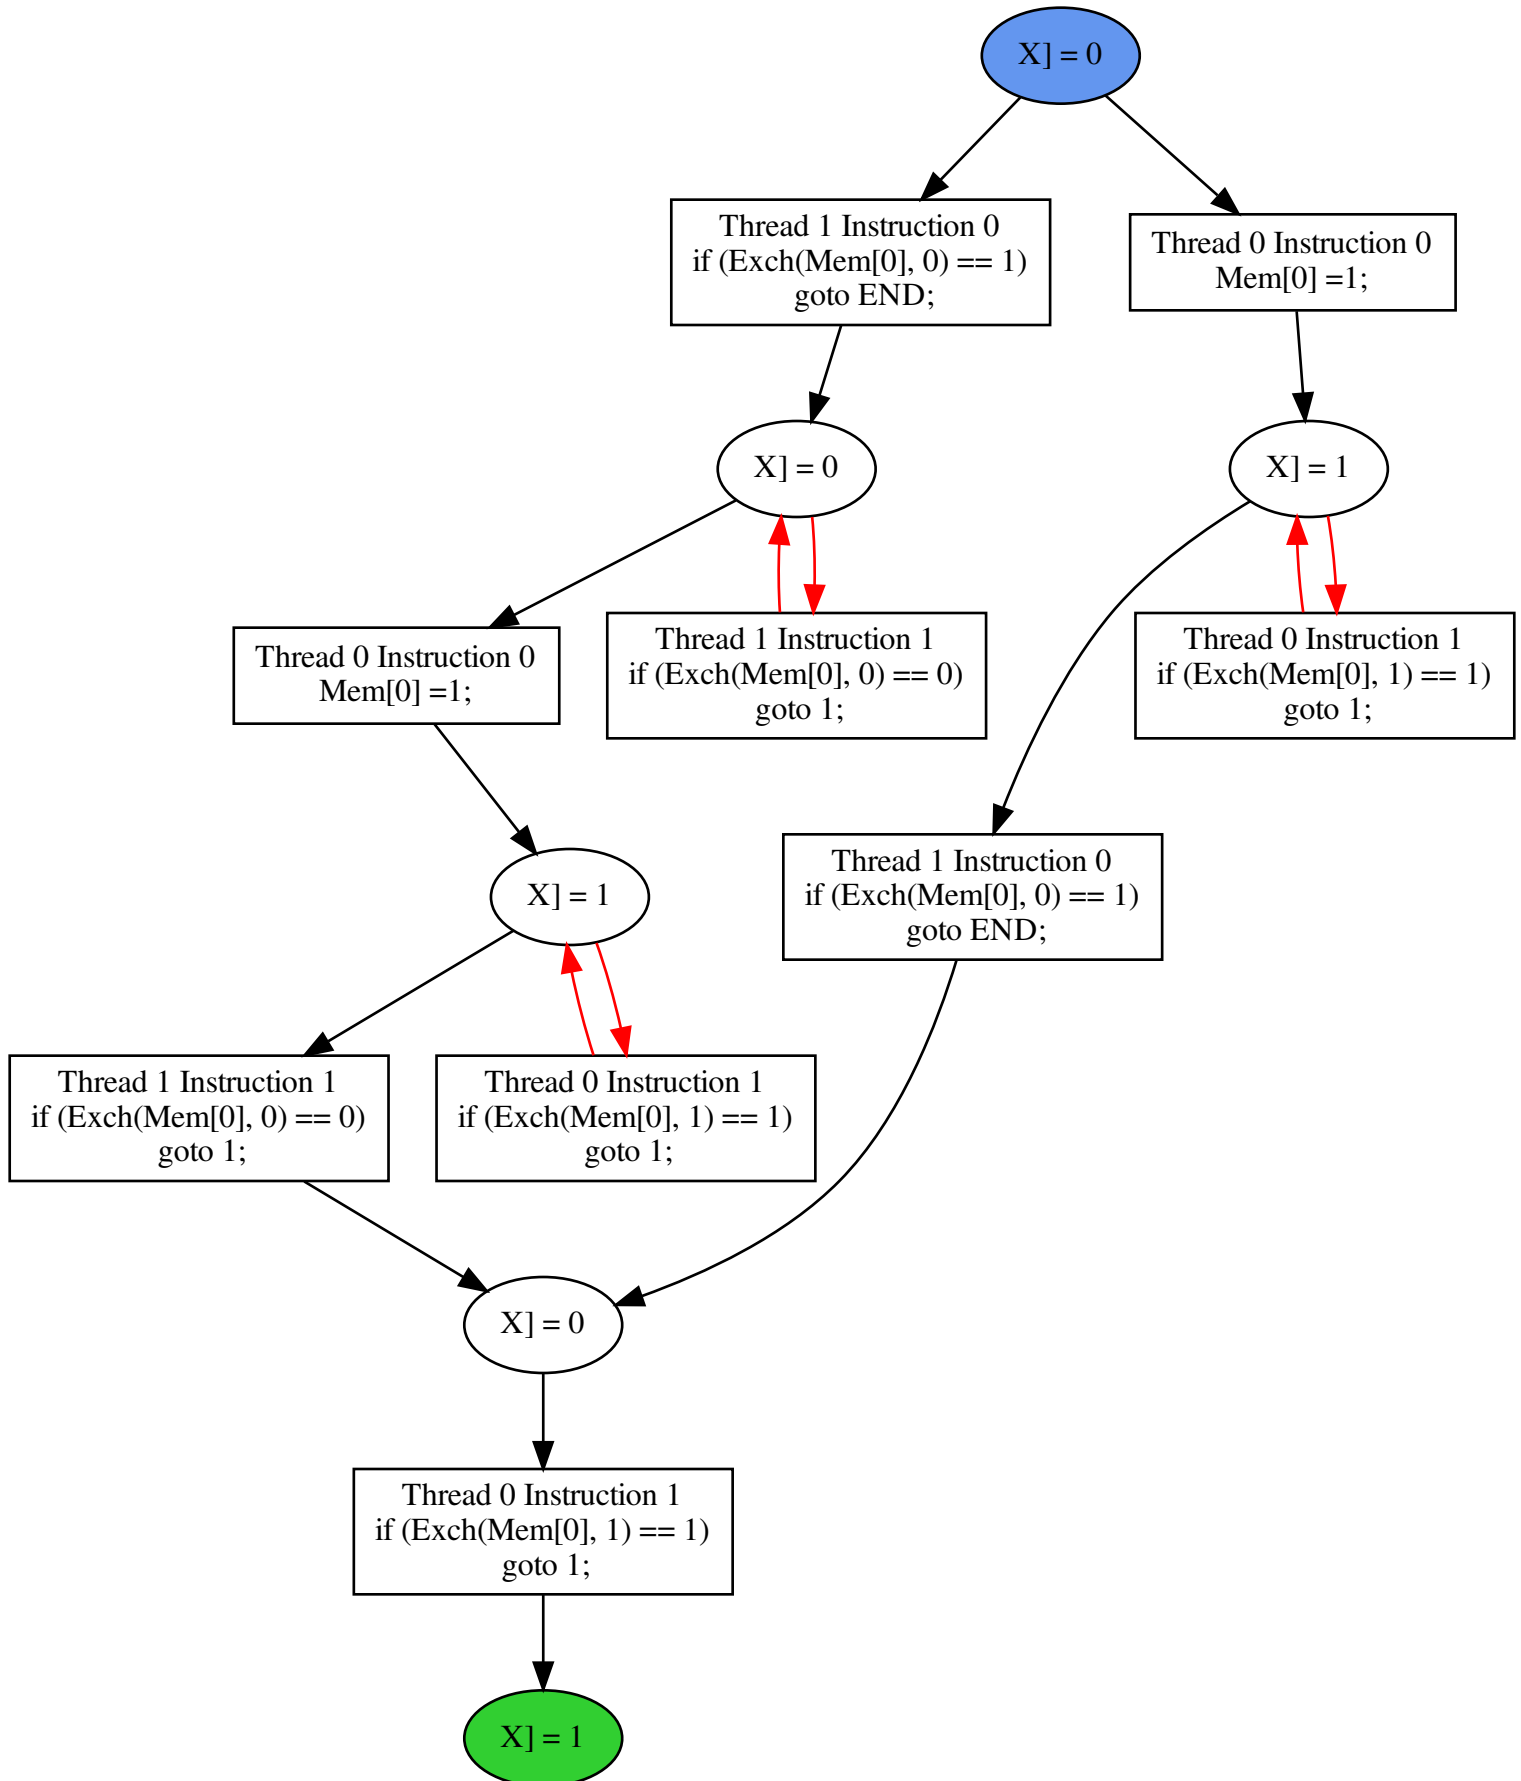 X] = 0
Thread 1 Instruction 0
if (Exch(Mem[0], 0) == 1)
goto END;
Thread 0 Instruction 0
Mem[0] =1;
X] = 0
X] = 1
Thread 0 Instruction 0
Mem[0] =1;
Thread 1 Instruction 1
if (Exch(Mem[0], 0) == 0)
goto 1;
Thread 0 Instruction 1
if (Exch(Mem[0], 1) == 1)
goto 1;
X] = 1
Thread 1 Instruction 0
if (Exch(Mem[0], 0) == 1)
goto END;
Thread 1 Instruction 1
if (Exch(Mem[0], 0) == 0)
goto 1;
Thread 0 Instruction 1
if (Exch(Mem[0], 1) == 1)
goto 1;
X] = 0
Thread 0 Instruction 1
if (Exch(Mem[0], 1) == 1)
goto 1;
X] = 1